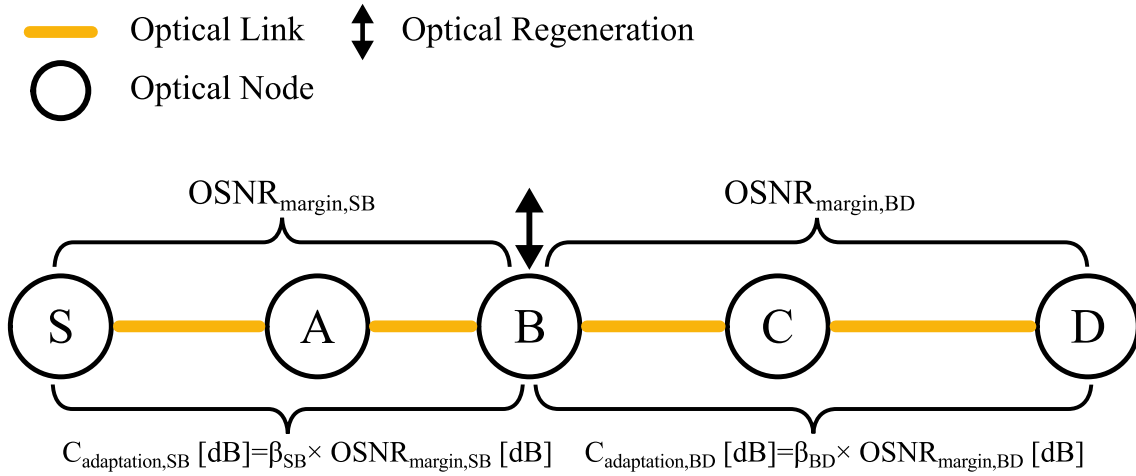 Optical Link
Optical Regeneration
Optical Node
OSNRmargin,SB
OSNRmargin,BD
S
A
B
C
D
Cadaptation,SB [dB]=βSB× OSNRmargin,SB [dB]
Cadaptation,BD [dB]=βBD× OSNRmargin,BD [dB]